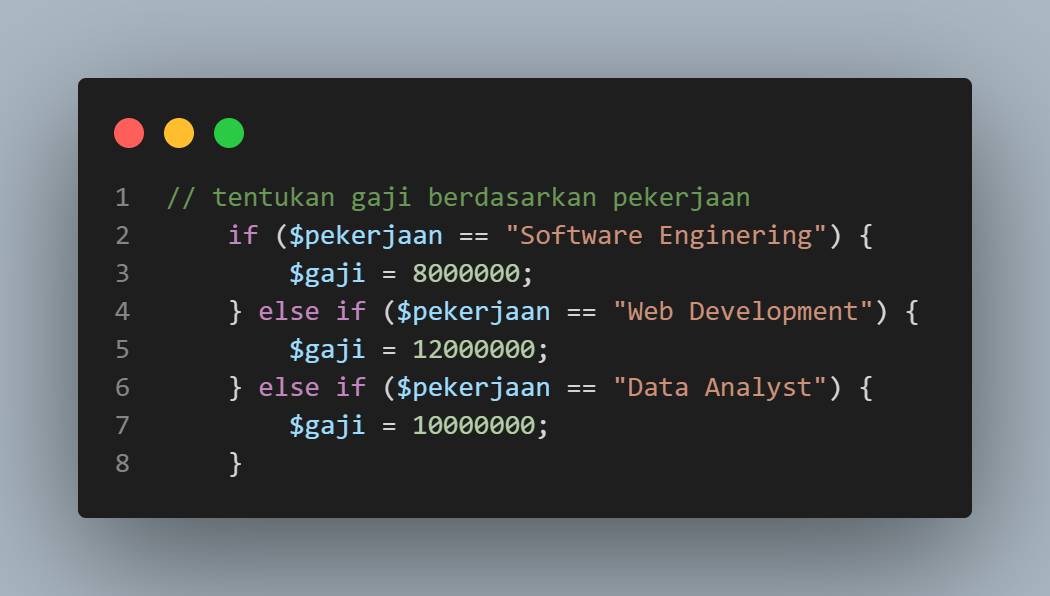 1 // tentukan gaji berdasarkan pekerjaan
2 if ($pekerjaan == "Software Enginering") {
3 $gaji = 8000000;
4 } else if ($pekerjaan == "Web Development") {
5 $gaji = 12000000;
6 } else if ($pekerjaan == "Data Analyst") {
7 $gaji = 10000000;
8 }